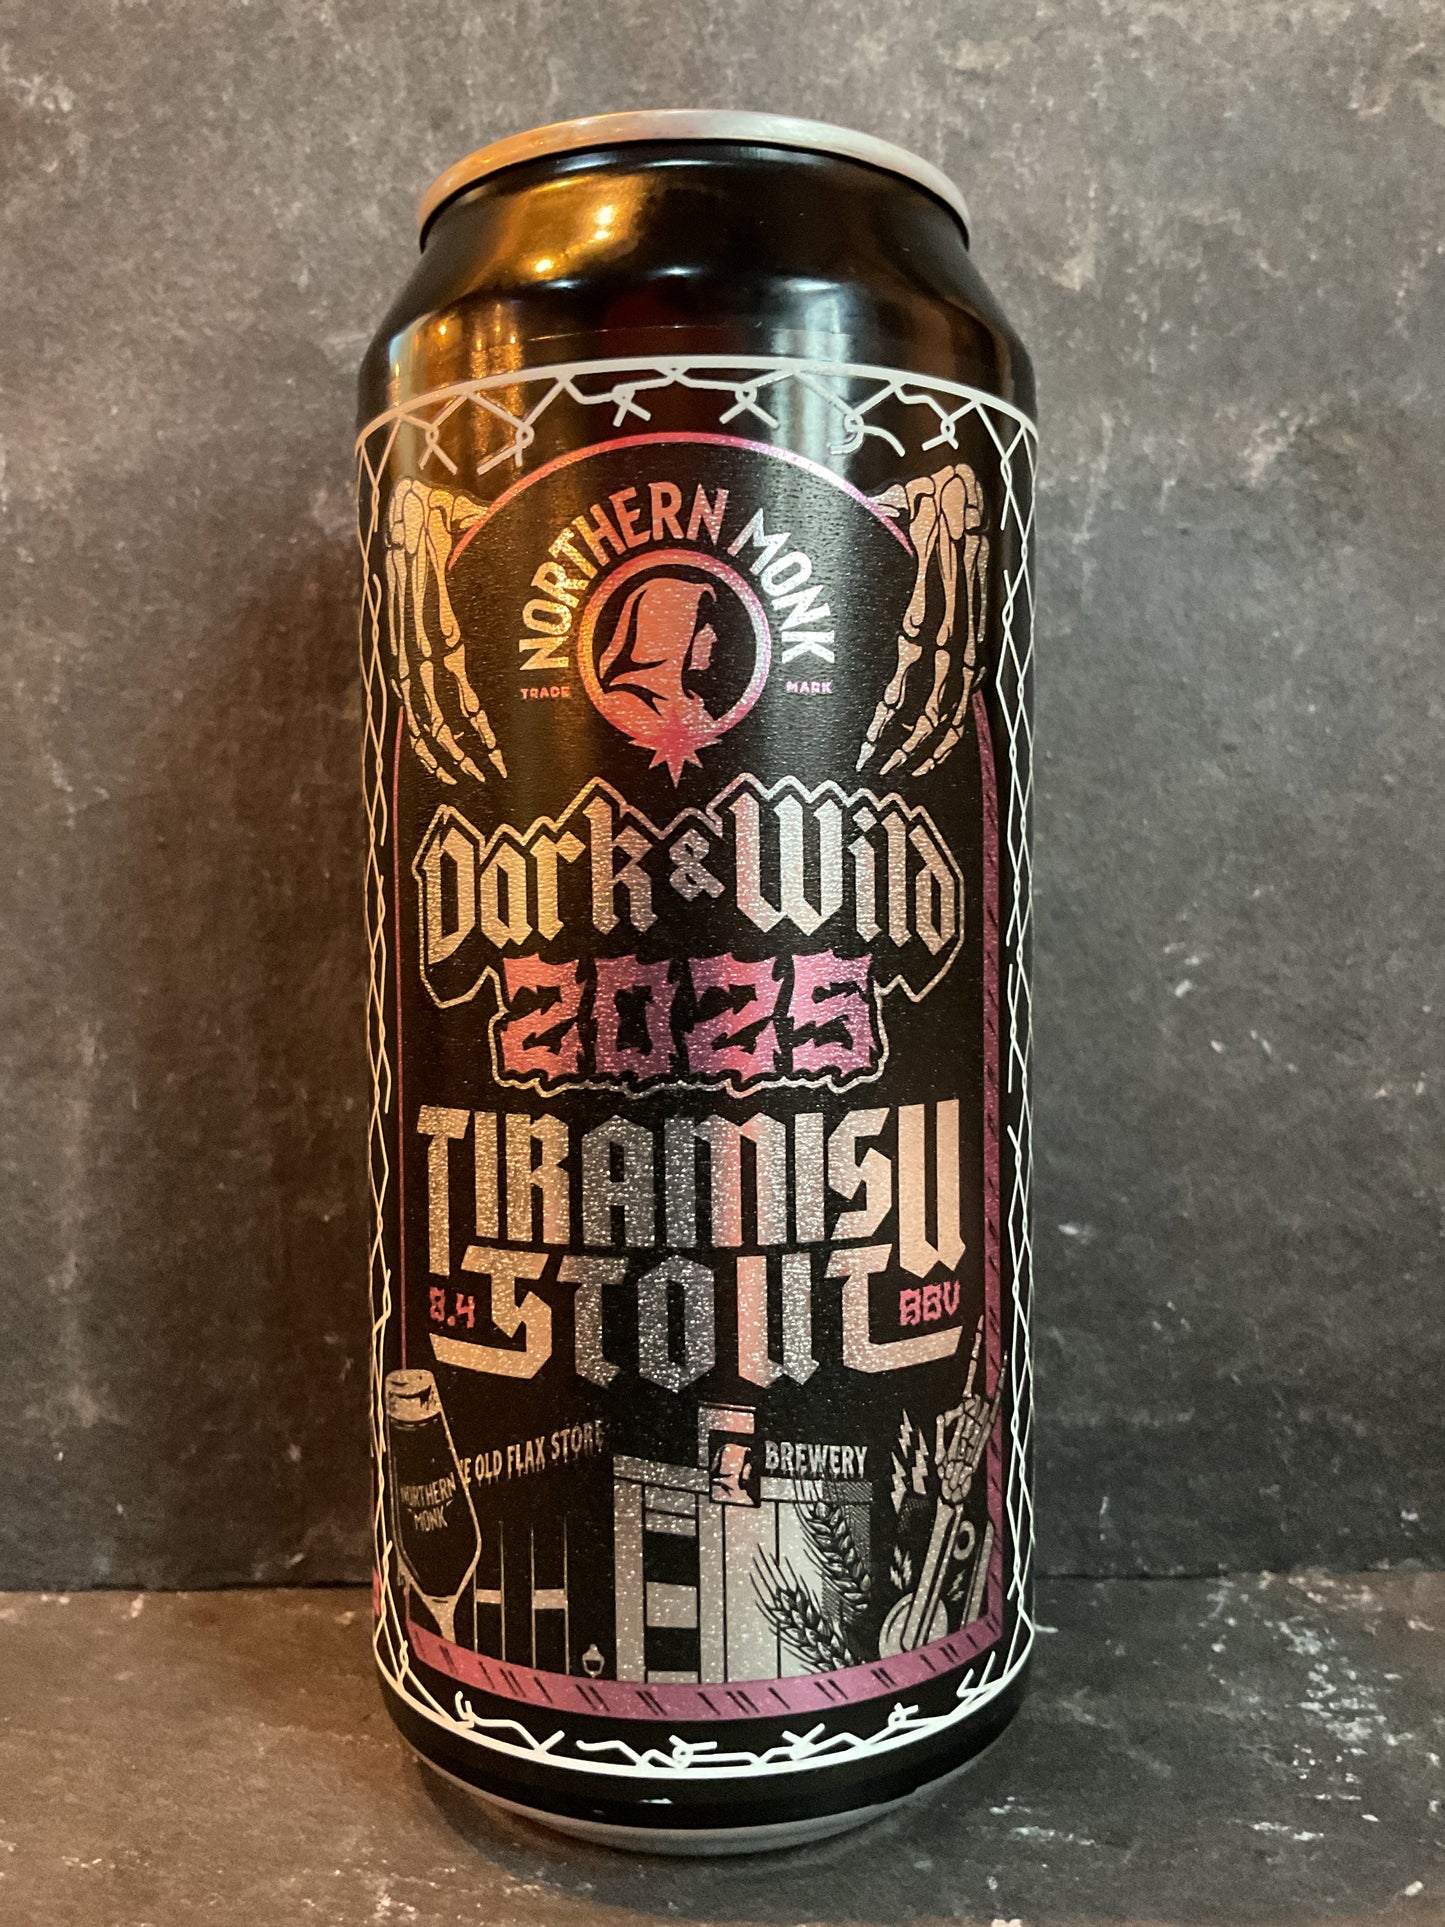 NORTHERN MONK
TRADE MARK
Dark & Wild
2025
TIRAMISU
STOUT
8.4 ABV
OLD FLAX STORE
BREWERY
NORTHERN
MONK